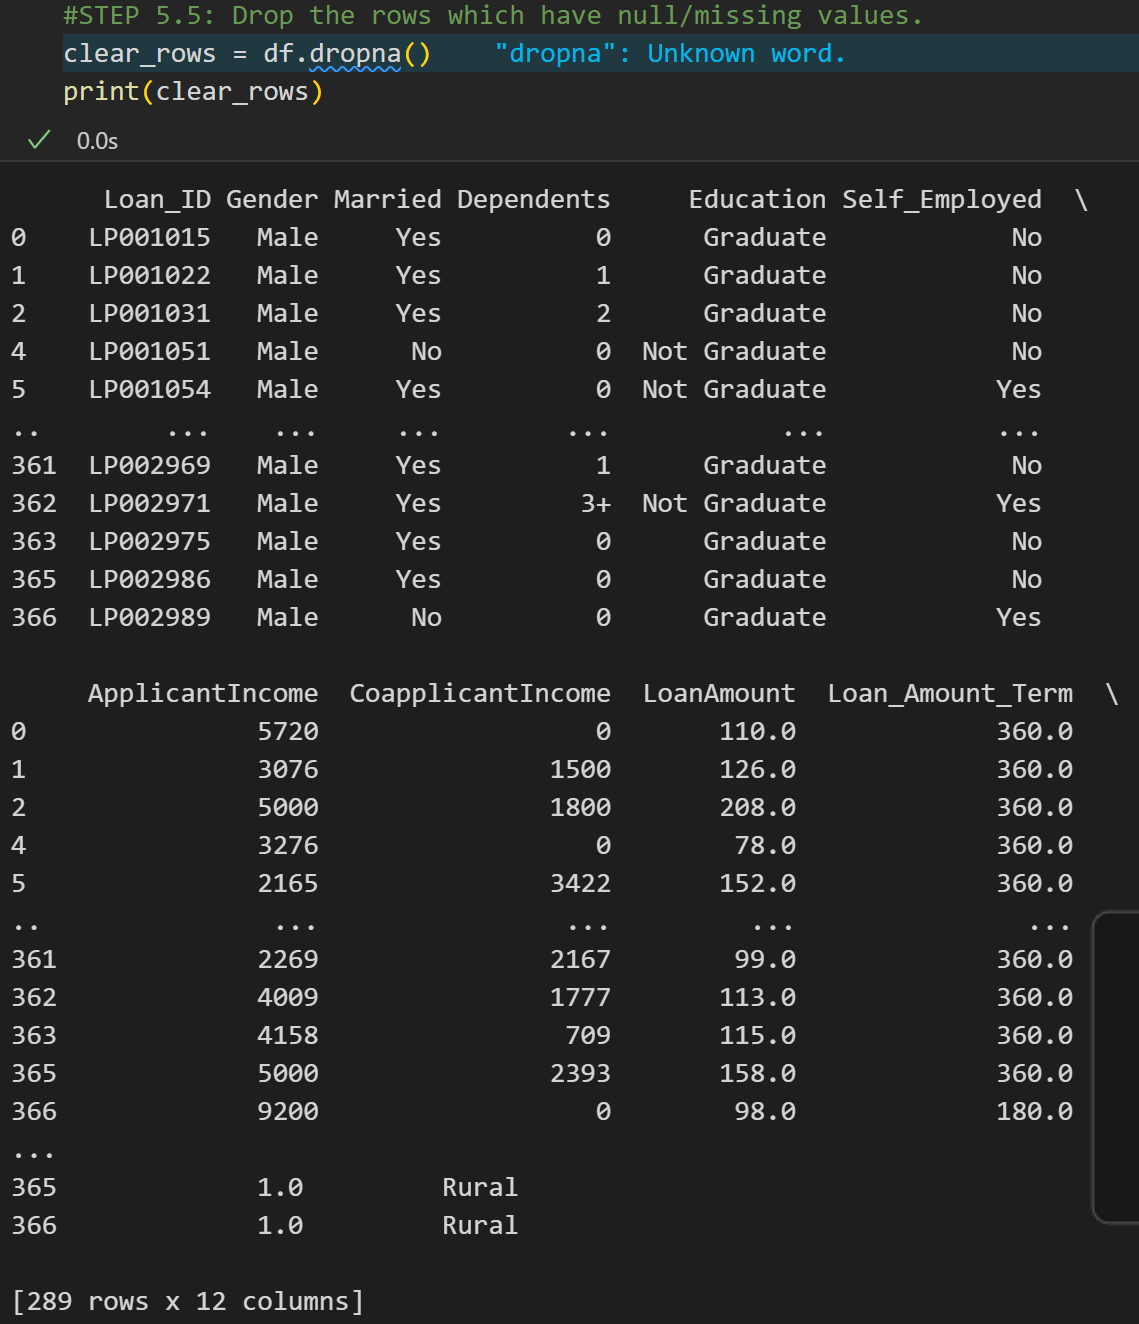 #STEP 5.5: Drop the rows which have null/missing values.
clear_rows = df.dropna()    "dropna": Unknown word.
print(clear_rows)
0.0s
      Loan_ID Gender Married Dependents     Education Self_Employed  \
0    LP001015   Male     Yes          0      Graduate            No
1    LP001022   Male     Yes          1      Graduate            No
2    LP001031   Male     Yes          2      Graduate            No
4    LP001051   Male      No          0  Not Graduate            No
5    LP001054   Male     Yes          0  Not Graduate           Yes
..        ...    ...     ...        ...           ...           ...
361  LP002969   Male     Yes          1      Graduate            No
362  LP002971   Male     Yes         3+  Not Graduate           Yes
363  LP002975   Male     Yes          0      Graduate            No
365  LP002986   Male     Yes          0      Graduate            No
366  LP002989   Male      No          0      Graduate           Yes
     ApplicantIncome  CoapplicantIncome  LoanAmount  Loan_Amount_Term  \
0               5720                  0       110.0             360.0
1               3076               1500       126.0             360.0
2               5000               1800       208.0             360.0
4               3276                  0        78.0             360.0
5               2165               3422       152.0             360.0
..               ...                ...         ...               ...
361             2269               2167        99.0             360.0
362             4009               1777       113.0             360.0
363             4158                709       115.0             360.0
365             5000               2393       158.0             360.0
366             9200                  0        98.0             180.0
...
365             1.0         Rural
366             1.0         Rural
[289 rows x 12 columns]